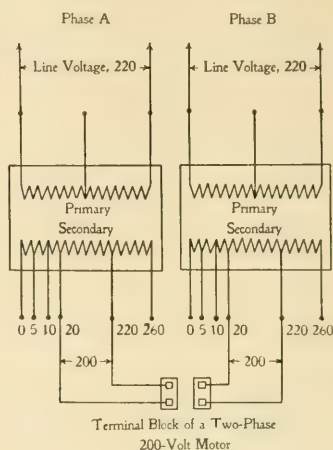 Phase A
Phase B
Line Voltage, 220
Line Voltage, 220
Primary
Secondary
Primary
Secondary
0 5 10 20 220 260
0 5 10 20 220 260
200
200
Terminal Block of a Two-Phase
200-Volt Motor